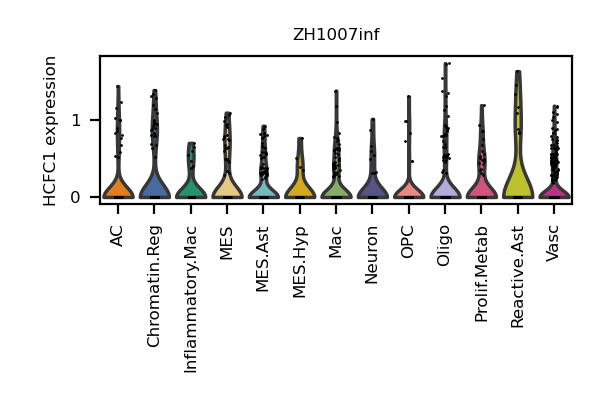 ZH1007inf
HCFC1 expression
1
0
AC
Chromatin.Reg
Inflammatory.Mac
MES
MES.Ast
MES.Hyp
Mac
Neuron
OPC
Oligo
Prolif.Metab
Reactive.Ast
Vasc